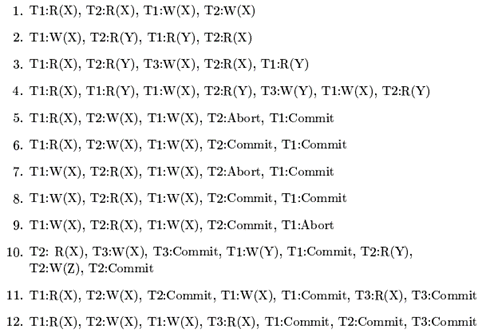 1. T1:R(X), T2:R(X), T1:W(X), T2:W(X)
2. T1:W(X), T2:R(Y), T1:R(Y), T2:R(X)
3. T1:R(X), T2:R(Y), T3:W(X), T2:R(X), T1:R(Y)
4. T1:R(X), T1:R(Y), T1:W(X), T2:R(Y), T3:W(Y), T1:W(X), T2:R(Y)
5. T1:R(X), T2:W(X), T1:W(X), T2:Abort, T1:Commit
6. T1:R(X), T2:W(X), T1:W(X), T2:Commit, T1:Commit
7. T1:W(X), T2:R(X), T1:W(X), T2:Abort, T1:Commit
8. T1:W(X), T2:R(X), T1:W(X), T2:Commit, T1:Commit
9. T1:W(X), T2:R(X), T1:W(X), T2:Commit, T1:Abort
10. T2: R(X), T3:W(X), T3:Commit, T1:W(Y), T1:Commit, T2:R(Y),
T2:W(Z), T2:Commit
11. T1:R(X), T2:W(X), T2:Commit, T1:W(X), T1:Commit, T3:R(X), T3:Commit
12. T1:R(X), T2:W(X), T1:W(X), T3:R(X), T1:Commit, T2:Commit, T3:Commit